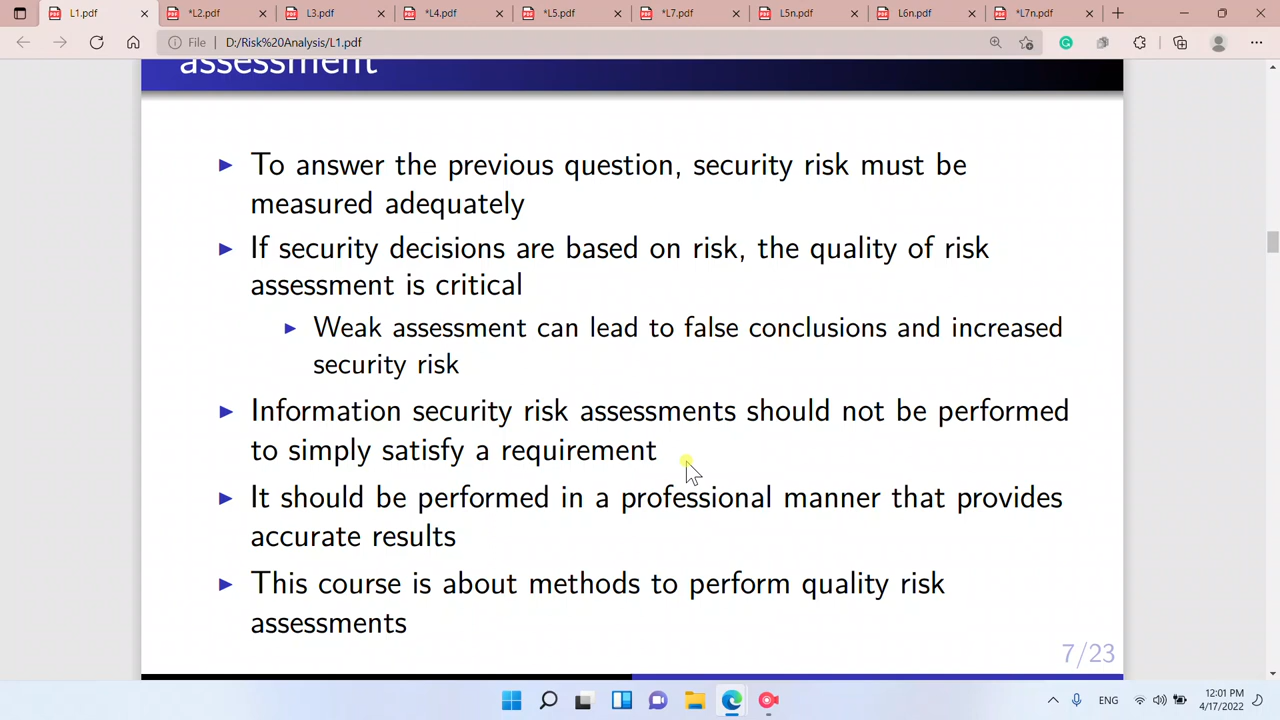 L1.pdf
*L2.pdf
L3.pdf
*L4.pdf
*L5.pdf
*L7.pdf
L5n.pdf
L6n.pdf
*L7n.pdf
File
D:/Risk%20Analysis/L1.pdf
assessment
To answer the previous question, security risk must be
measured adequately
If security decisions are based on risk, the quality of risk
assessment is critical
Weak assessment can lead to false conclusions and increased
security risk
Information security risk assessments should not be performed
to simply satisfy a requirement
It should be performed in a professional manner that provides
accurate results
This course is about methods to perform quality risk
assessments
7/23
ENG
12:01 PM
4/17/2022